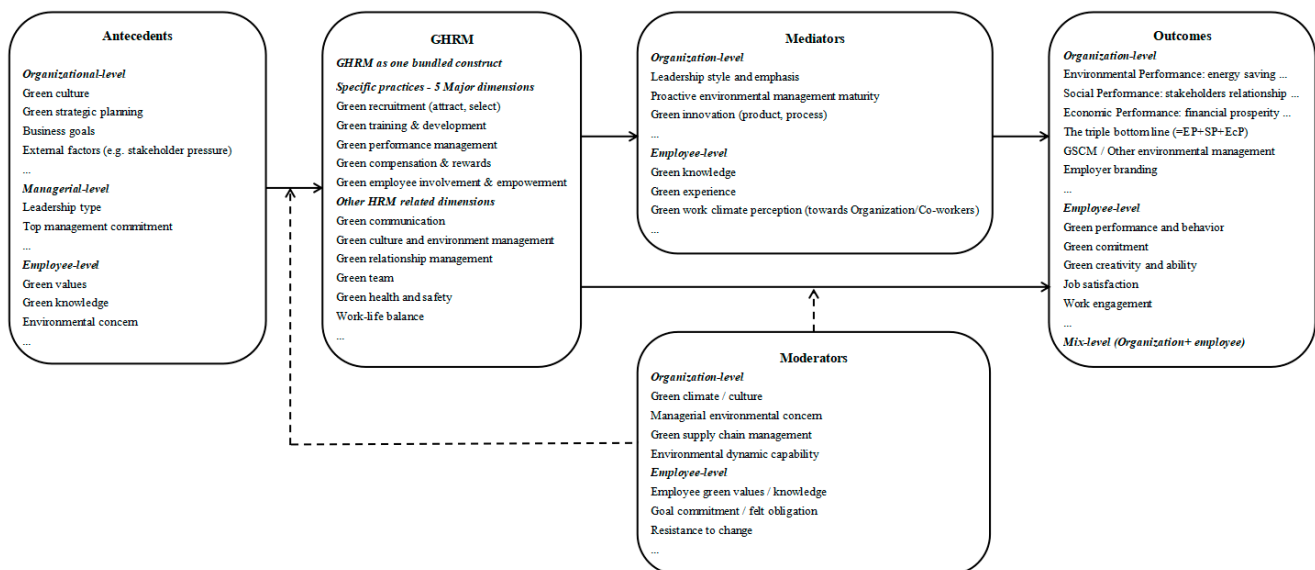 Antecedents
Organizational-level
Green culture
Green strategic planning
Business goals
External factors (e.g. stakeholder pressure)
...
Managerial-level
Leadership type
Top management commitment
...
Employee-level
Green values
Green knowledge
Environmental concern
...
GHRM
GHRM as one bundled construct
Specific practices - 5 Major dimensions
Green recruitment (attract, select)
Green training & development
Green performance management
Green compensation & rewards
Green employee involvement & empowerment
Other HRM related dimensions
Green communication
Green culture and environment management
Green relationship management
Green team
Green health and safety
Work-life balance
...
Mediators
Organization-level
Leadership style and emphasis
Proactive environmental management maturity
Green innovation (product, process)
...
Employee-level
Green knowledge
Green experience
Green work climate perception (towards Organization/Co-workers)
...
Moderators
Organization-level
Green climate / culture
Managerial environmental concern
Green supply chain management
Environmental dynamic capability
Employee-level
Employee green values / knowledge
Goal commitment / felt obligation
Resistance to change
...
Outcomes
Organization-level
Environmental Performance: energy saving ...
Social Performance: stakeholders relationship ...
Economic Performance: financial prosperity ...
The triple bottom line (=EP+SP+EcP)
GSCM / Other environmental management
Employer branding
...
Employee-level
Green performance and behavior
Green comitment
Green creativity and ability
Job satisfaction
Work engagement
...
Mix-level (Organization+ employee)